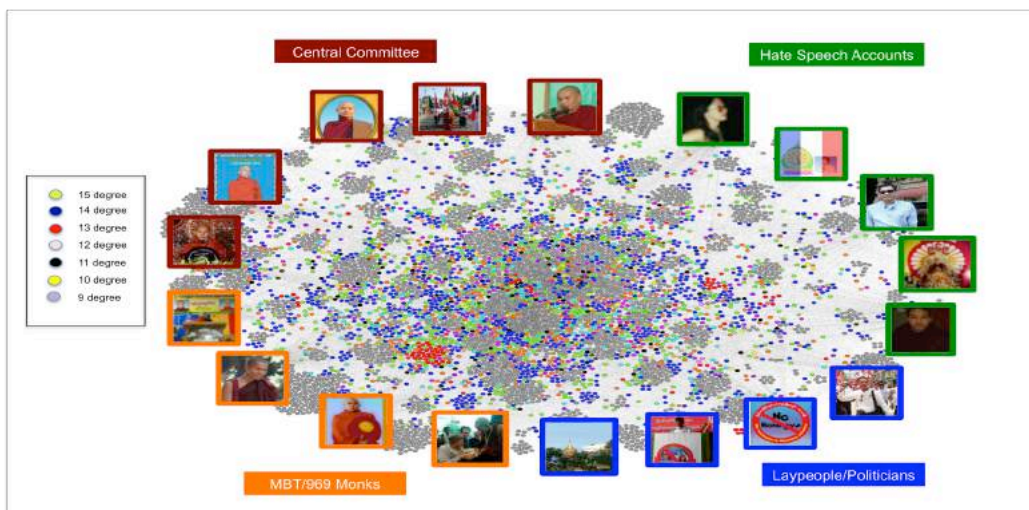 Central Committee
Hate Speech Accounts
15 degree
14 degree
13 degree
12 degree
11 degree
10 degree
9 degree
NO
MBT/969 Monks
Laypeople/Politicians